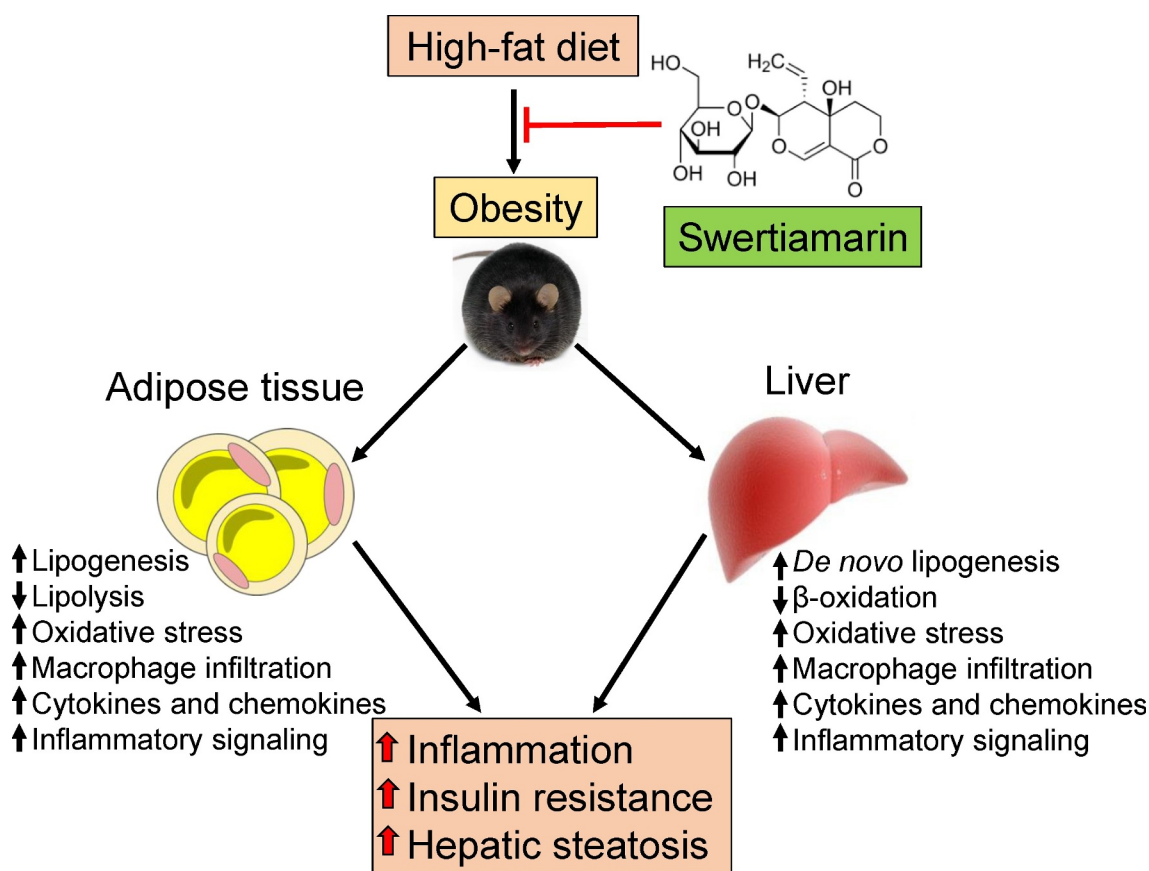 High-fat diet
HO
H₂C
OH
O
O
OH
O
O
OH
HO
OH
O
Obesity
Swertiamarin
Adipose tissue
Liver
Lipogenesis
Lipolysis
Oxidative stress
Macrophage infiltration
Cytokines and chemokines
Inflammatory signaling
De novo lipogenesis
β-oxidation
Oxidative stress
Macrophage infiltration
Cytokines and chemokines
Inflammatory signaling
Inflammation
Insulin resistance
Hepatic steatosis